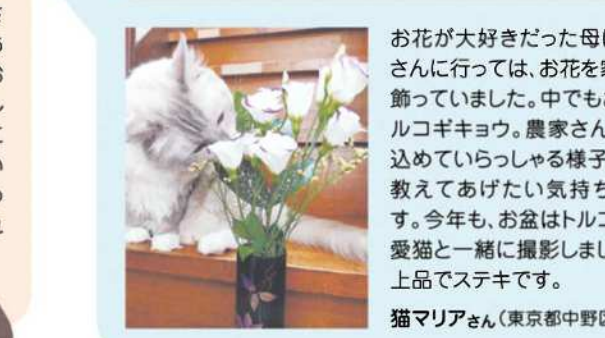 お花が大好きだった母は
さんに行っては、お花を
飾っていました。中でも
ルコギキョウ。農家さん
込めていらっしゃる様子
教えてあげたい気持ち
す。今年も、お盆はトルコ
愛猫と一緒に撮影しまし
上品でステキです。
猫マリアさん(東京都中野区